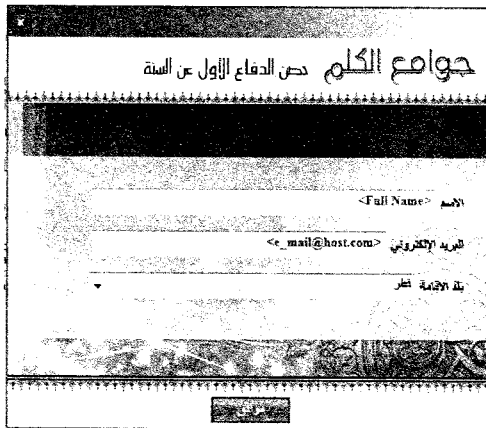 جوامع الكلم حصن الدفاع الأول عن السنة
الاسم <Full Name>
البريد الإلكتروني <e_mail@host.com>
بلد الإقامة قطر